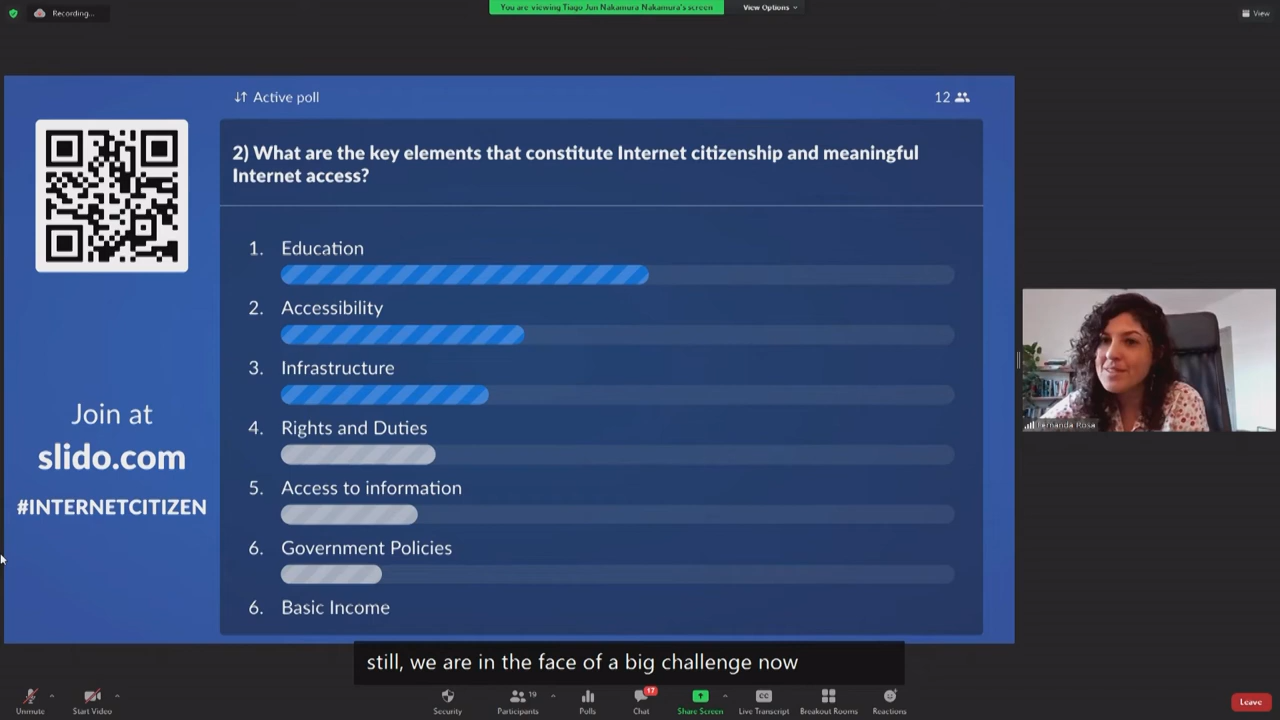 Recording...
You are viewing Tiago Jun Nakamura Nakamura's screen
View Options
View
Active poll
12
2) What are the key elements that constitute Internet citizenship and meaningful
Internet access?
1. Education
2. Accessibility
3. Infrastructure
4. Rights and Duties
5. Access to information
6. Government Policies
6. Basic Income
Join at
slido.com
#INTERNETCITIZEN
Fernanda Rosa
still, we are in the face of a big challenge now
Unmute
Start Video
Security
Participants
19
Polls
Chat
17
Share Screen
CC
Live Transcript
Breakout Rooms
Reactions
Leave